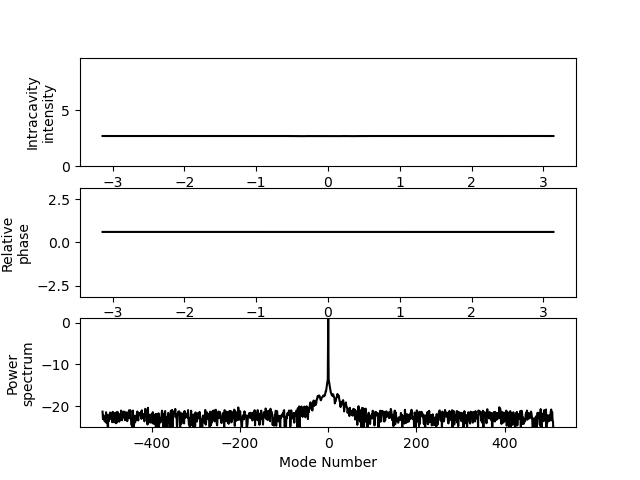 Intracavity
intensity
5
0
−3 −2 −1 0 1 2 3
Relative
phase
2.5
0.0
−2.5
−3 −2 −1 0 1 2 3
Power
spectrum
0
−10
−20
−400 −200 0 200 400
Mode Number